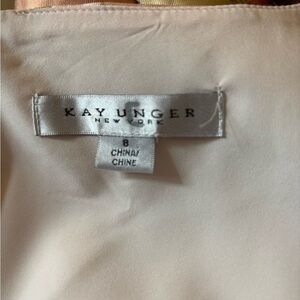 KAY UNGER
NEW YORK
8
CHINA/
CHINE